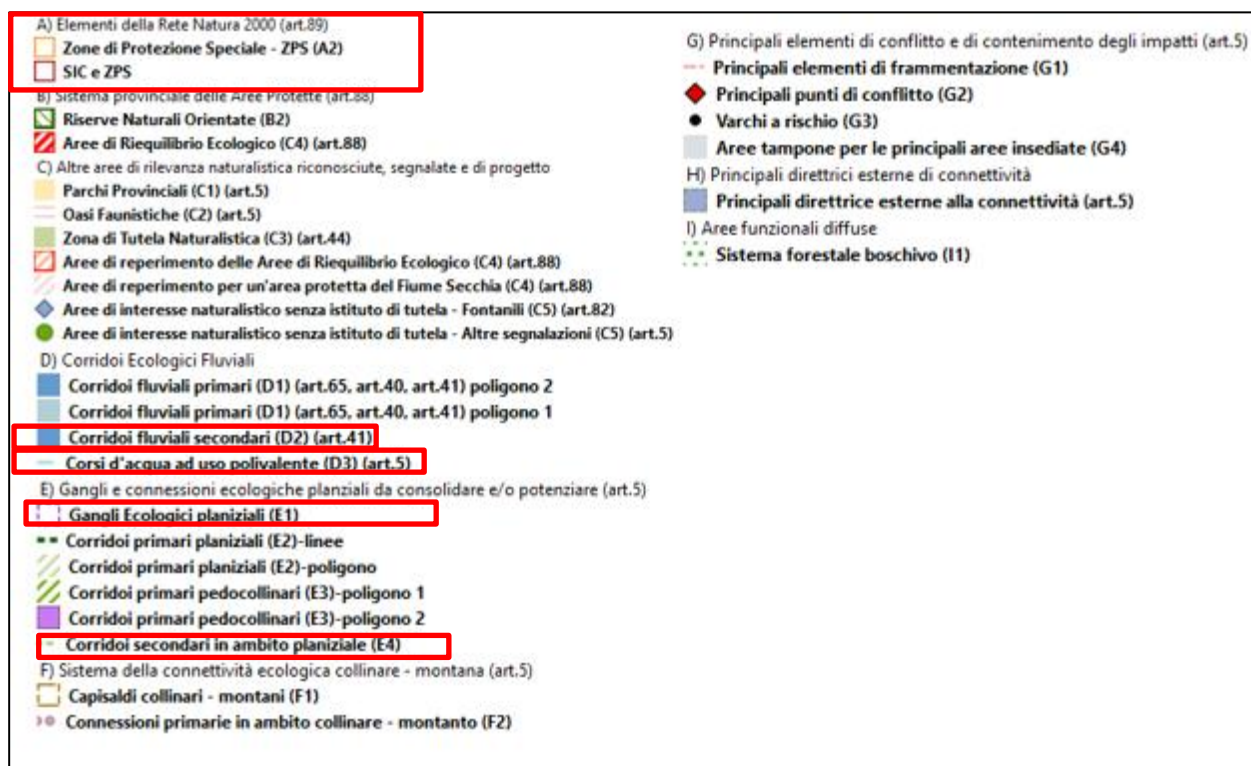 A) Elementi della Rete Natura 2000 (art.89)
Zone di Protezione Speciale - ZPS (A2)
SIC e ZPS
B) Sistema provinciale delle Aree Protette (art.88)
Riserve Naturali Orientate (B2)
Aree di Riequilibrio Ecologico (C4) (art.88)
C) Altre aree di rilevanza naturalistica riconosciute, segnalate e di progetto
Parchi Provinciali (C1) (art.5)
Oasi Faunistiche (C2) (art.5)
Zona di Tutela Naturalistica (C3) (art.44)
Aree di reperimento delle Aree di Riequilibrio Ecologico (C4) (art.88)
Aree di reperimento per un'area protetta del Fiume Secchia (C4) (art.88)
Aree di interesse naturalistico senza istituto di tutela - Fontanili (C5) (art.82)
Aree di interesse naturalistico senza istituto di tutela - Altre segnalazioni (C5) (art.5)
D) Corridoi Ecologici Fluviali
Corridoi fluviali primari (D1) (art.65, art.40, art.41) poligono 2
Corridoi fluviali primari (D1) (art.65, art.40, art.41) poligono 1
Corridoi fluviali secondari (D2) (art.41)
Corsi d'acqua ad uso polivalente (D3) (art.5)
E) Gangli e connessioni ecologiche planziali da consolidare e/o potenziare (art.5)
Gangli Ecologici planiziali (E1)
Corridoi primari planiziali (E2)-linee
Corridoi primari planiziali (E2)-poligono
Corridoi primari pedocollinari (E3)-poligono 1
Corridoi primari pedocollinari (E3)-poligono 2
Corridoi secondari in ambito planiziale (E4)
F) Sistema della connettività ecologica collinare - montana (art.5)
Capisaldi collinari - montani (F1)
Connessioni primarie in ambito collinare - montanto (F2)
G) Principali elementi di conflitto e di contenimento degli impatti (art.5)
Principali elementi di frammentazione (G1)
Principali punti di conflitto (G2)
Varchi a rischio (G3)
Aree tampone per le principali aree insediate (G4)
H) Principali direttrici esterne di connettività
Principali direttrice esterne alla connettività (art.5)
I) Aree funzionali diffuse
Sistema forestale boschivo (I1)